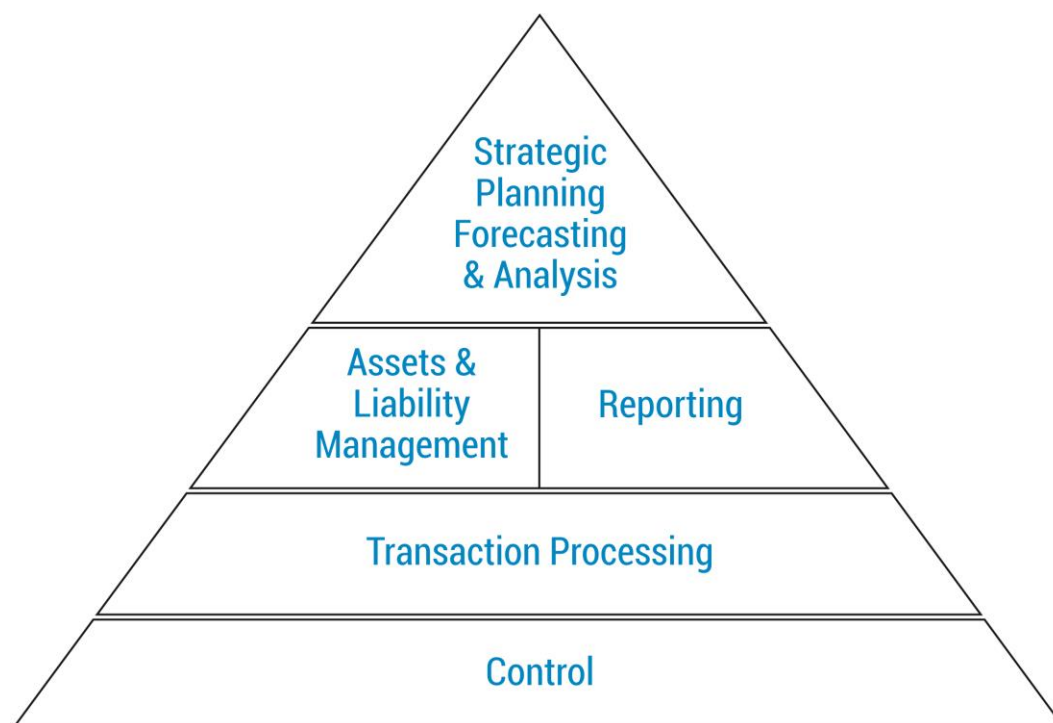 Strategic
Planning
Forecasting
& Analysis
Assets &
Liability
Management
Reporting
Transaction Processing
Control